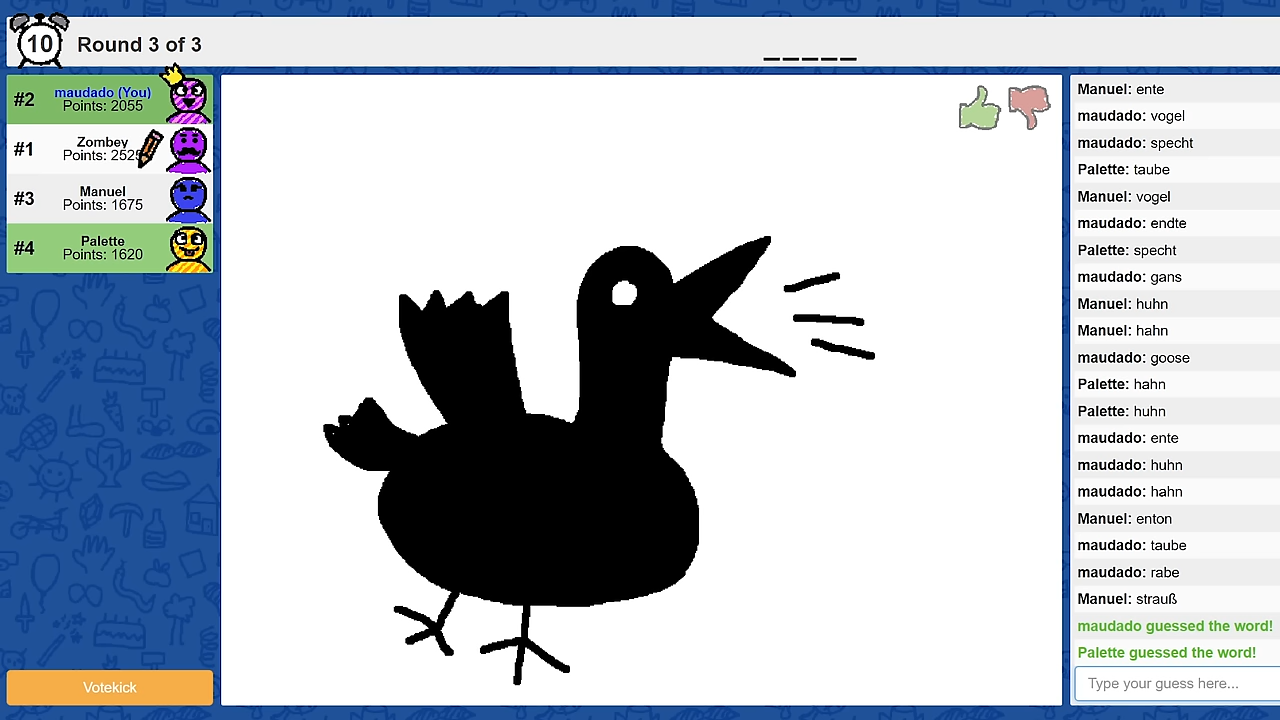 10
Round 3 of 3
_ _ _ _ _
#2
maudado (You)
Points: 2055
#1
Zombey
Points: 2525
#3
Manuel
Points: 1675
#4
Palette
Points: 1620
Votekick
Manuel: ente
maudado: vogel
maudado: specht
Palette: taube
Manuel: vogel
maudado: endte
Palette: specht
maudado: gans
Manuel: huhn
Manuel: hahn
maudado: goose
Palette: hahn
Palette: huhn
maudado: ente
maudado: huhn
maudado: hahn
Manuel: enton
maudado: taube
maudado: rabe
Manuel: strauß
maudado guessed the word!
Palette guessed the word!
Type your guess here...